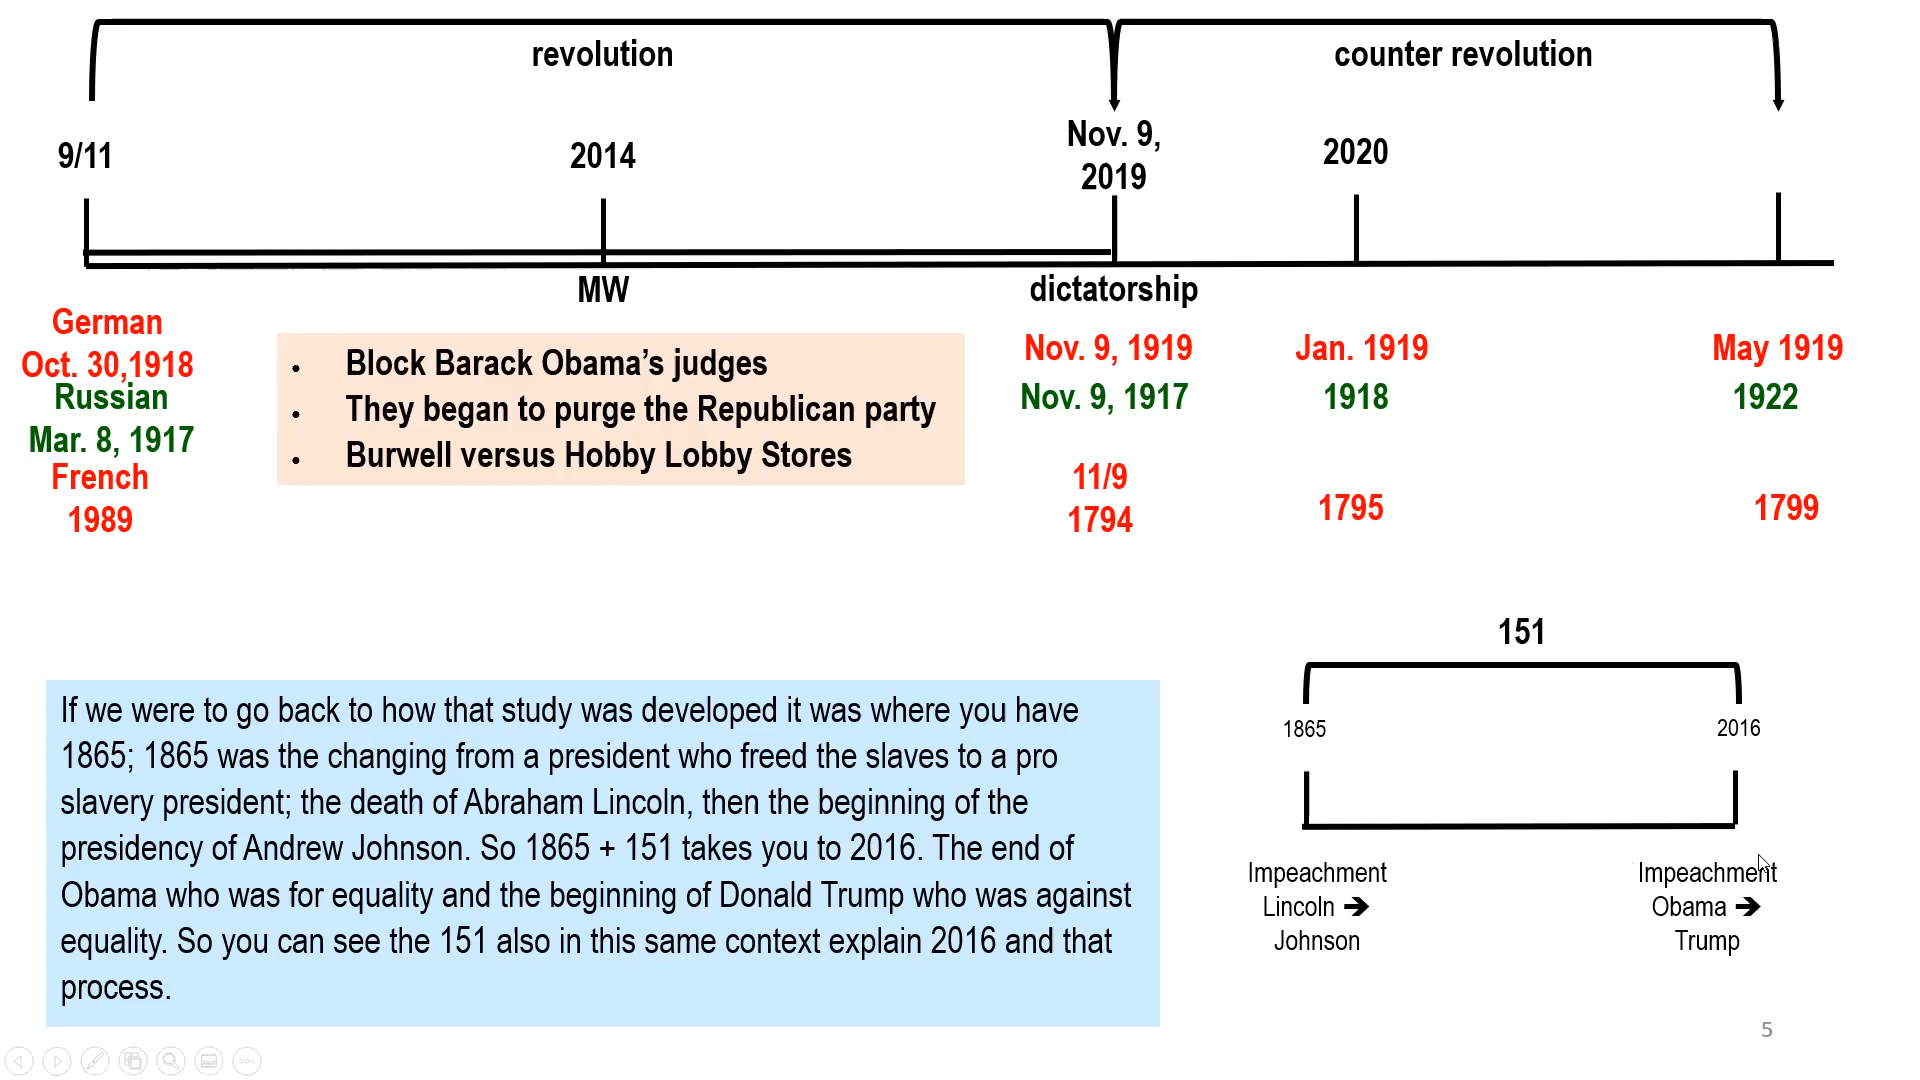 revolution
counter revolution
9/11
2014
Nov. 9,
2019
2020
MW
dictatorship
German
Oct. 30,1918
Russian
Mar. 8, 1917
French
1989
• Block Barack Obama’s judges
• They began to purge the Republican party
• Burwell versus Hobby Lobby Stores
Nov. 9, 1919
Jan. 1919
May 1919
Nov. 9, 1917
1918
1922
11/9
1794
1795
1799
If we were to go back to how that study was developed it was where you have
1865; 1865 was the changing from a president who freed the slaves to a pro
slavery president; the death of Abraham Lincoln, then the beginning of the
presidency of Andrew Johnson. So 1865 + 151 takes you to 2016. The end of
Obama who was for equality and the beginning of Donald Trump who was against
equality. So you can see the 151 also in this same context explain 2016 and that
process.
151
1865
2016
Impeachment
Lincoln ➔
Johnson
Impeachment
Obama ➔
Trump
5